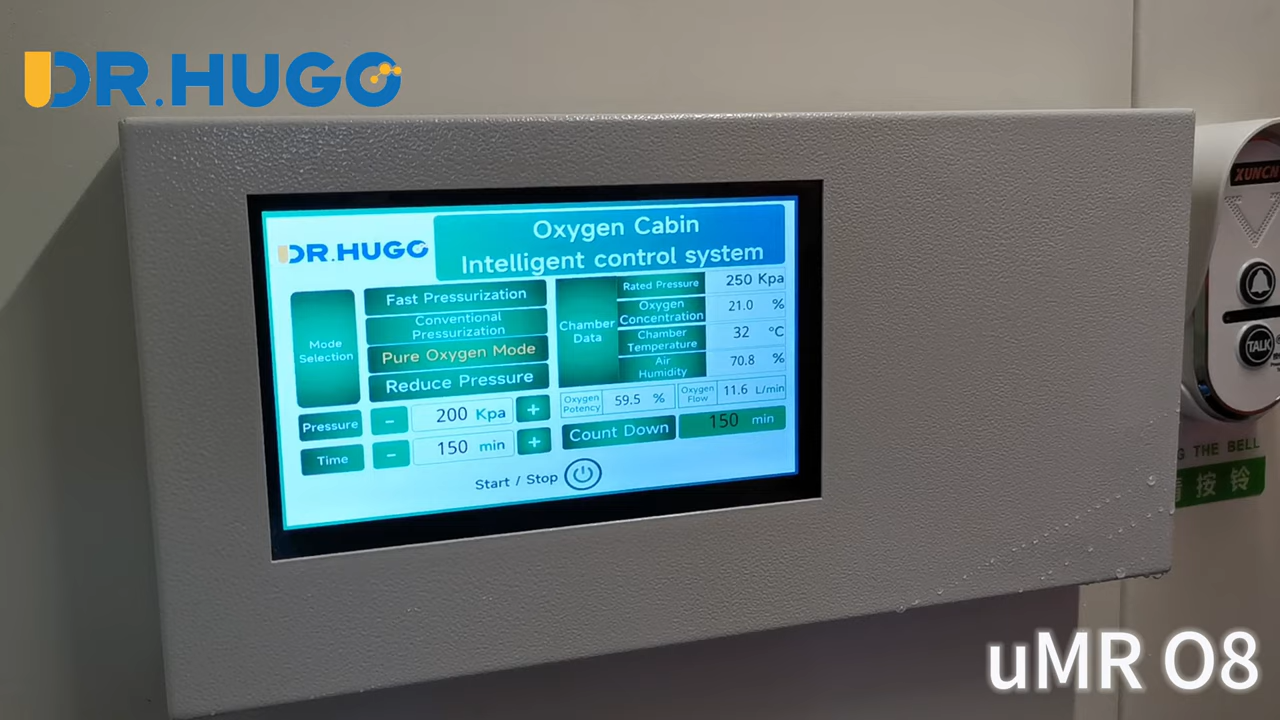 DR.HUGO
DR.HUGO
Oxygen Cabin
Intelligent control system
Mode
Selection
Fast Pressurization
Conventional
Pressurization
Pure Oxygen Mode
Reduce Pressure
Pressure
-
200 Kpa
+
Time
-
150 min
+
Start / Stop
Chamber
Data
Rated Pressure
250 Kpa
Oxygen
Concentration
21.0 %
Chamber
Temperature
32 °C
Air
Humidity
70.8 %
Oxygen
Potency
59.5 %
Oxygen
Flow
11.6 L/min
Count Down
150 min
XUNCN
TALK
THE BELL
按铃
uMR O8